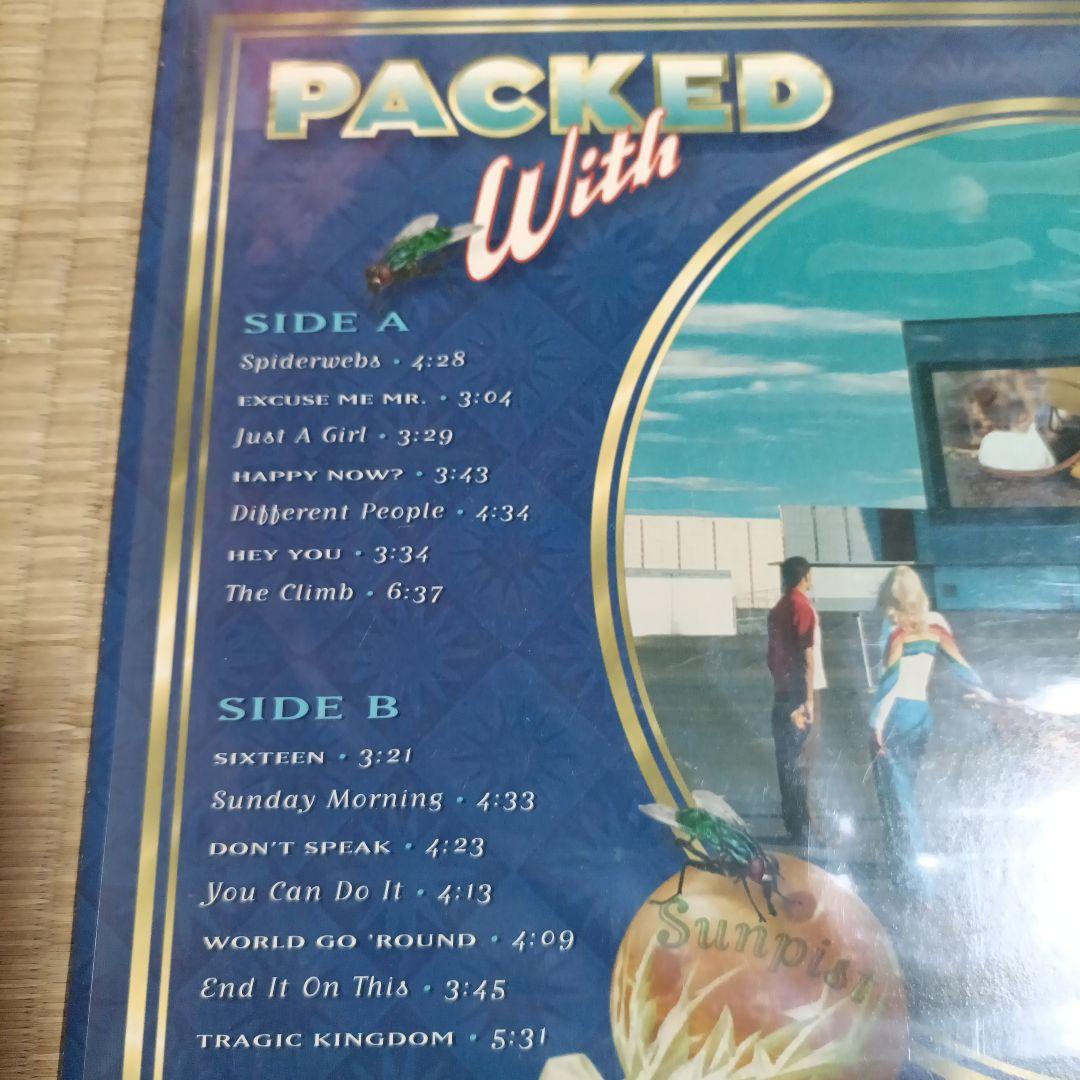 PACKED
With
SIDE A
Spiderwebs • 4:28
EXCUSE ME MR. • 3:04
Just A Girl • 3:29
HAPPY NOW? • 3:43
Different People • 4:34
HEY YOU • 3:34
The Climb • 6:37
SIDE B
SIXTEEN • 3:21
Sunday Morning • 4:33
DON'T SPEAK • 4:23
You Can Do It • 4:13
WORLD GO 'ROUND • 4:09
End It On This • 3:45
TRAGIC KINGDOM • 5:31
Sunpist